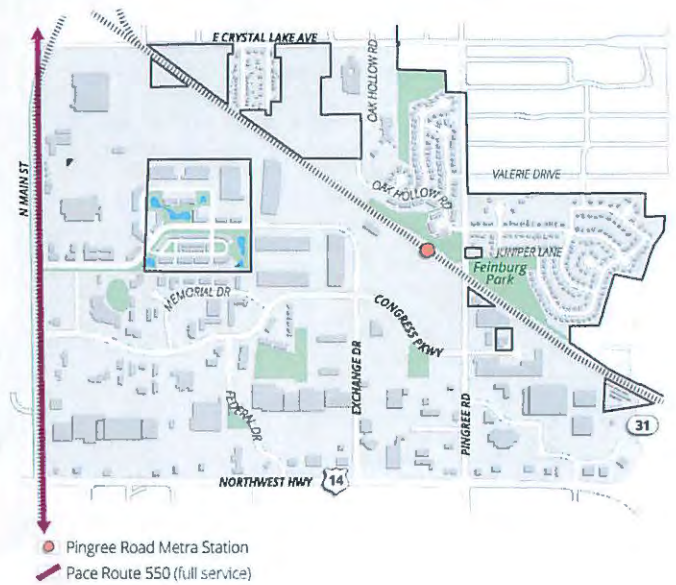 E CRYSTAL LAKE AVE
OAK HOLLOW RD
N MAIN ST
VALERIE DRIVE
OAK HOLLOW RD
JUNIPER LANE
Feinburg
Park
MEMORIAL DR
CONGRESS PKWY
EXCHANGE DR
FEDERAL DR
PINGREE RD
31
NORTHWEST HWY
14
Pingree Road Metra Station
Pace Route 550 (full service)